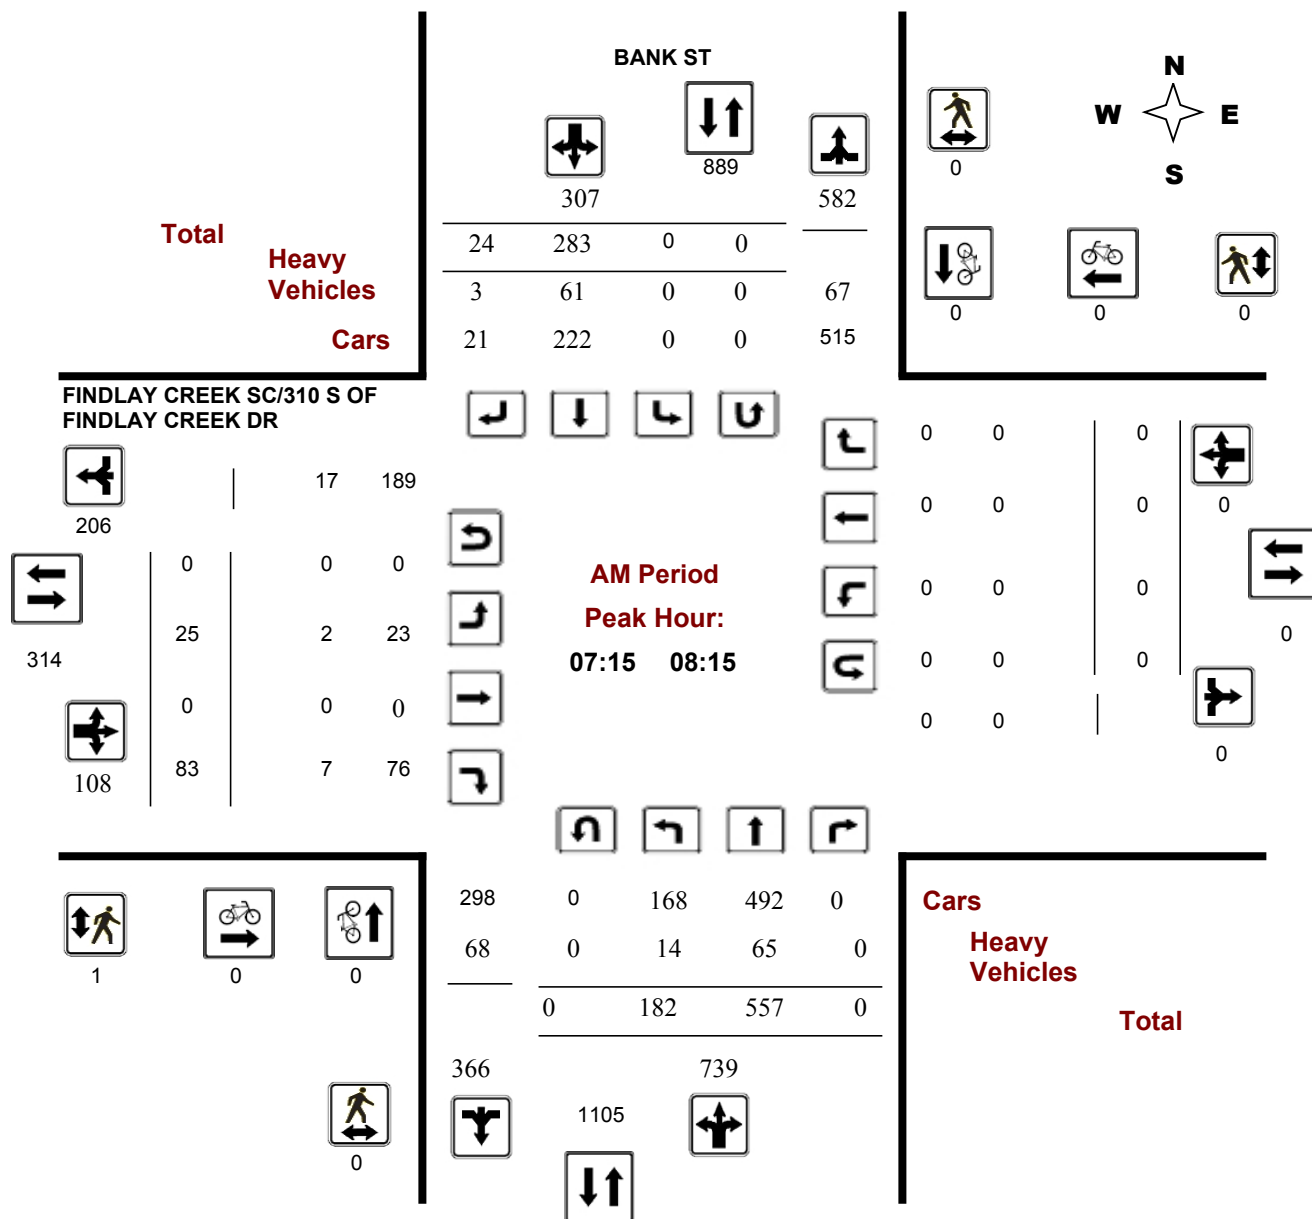 BANK ST
N
W E
S
889
0
307
582
Total
24 283 0 0
Heavy
Vehicles
3 61 0 0 67
0 0 0
Cars
21 222 0 0 515
FINDLAY CREEK SC/310 S OF
FINDLAY CREEK DR
0 0 0
17 189
206
0 0 0 0
0 0 0
AM Period
0 0 0
Peak Hour:
25 2 23
0
314
07:15 08:15
0 0 0
0 0 0
0 0
108
83 7 76
0
298 0 168 492 0
Cars
68 0 14 65 0
Heavy
Vehicles
1 0 0
0 182 557 0
Total
366 739
1105
0